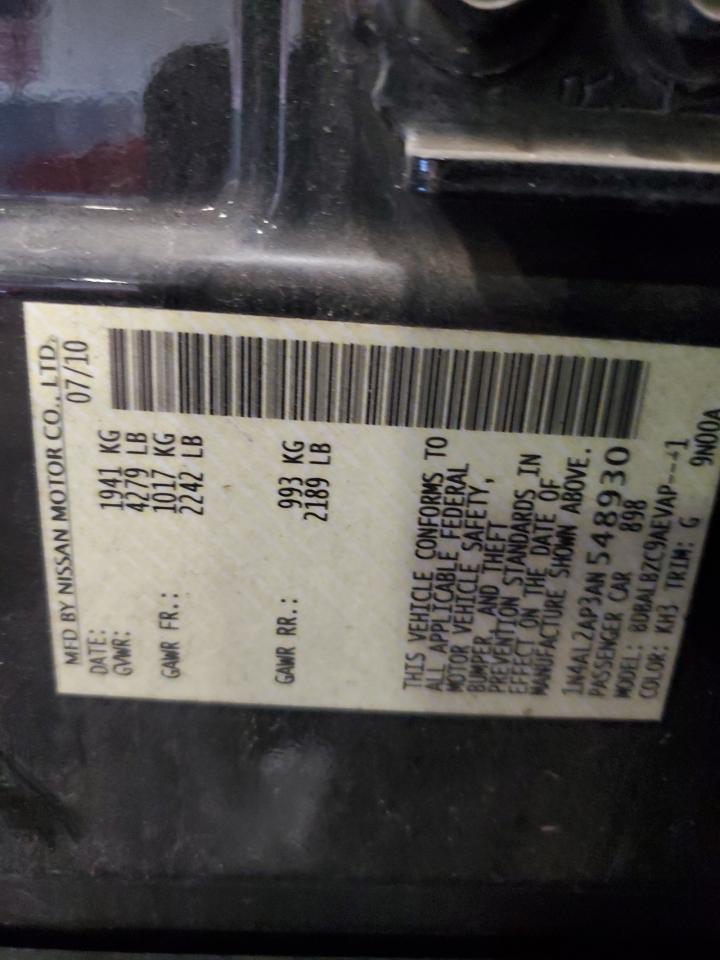 MFD BY NISSAN MOTOR CO., LTD.
DATE: 07/10
GVWR: 1941 KG
4279 LB
GAWR FR.: 1017 KG
2242 LB
GAWR RR.: 993 KG
2189 LB
THIS VEHICLE CONFORMS TO
ALL APPLICABLE FEDERAL
MOTOR VEHICLE SAFETY,
BUMPER, AND THEFT
PREVENTION STANDARDS IN
EFFECT ON THE DATE OF
MANUFACTURE SHOWN ABOVE.
1N4AL2AP3AN548930
PASSENGER CAR 898
MODEL: BDBALBZC9AEVAP---1
COLOR: KH3 TRIM: G 9N00A